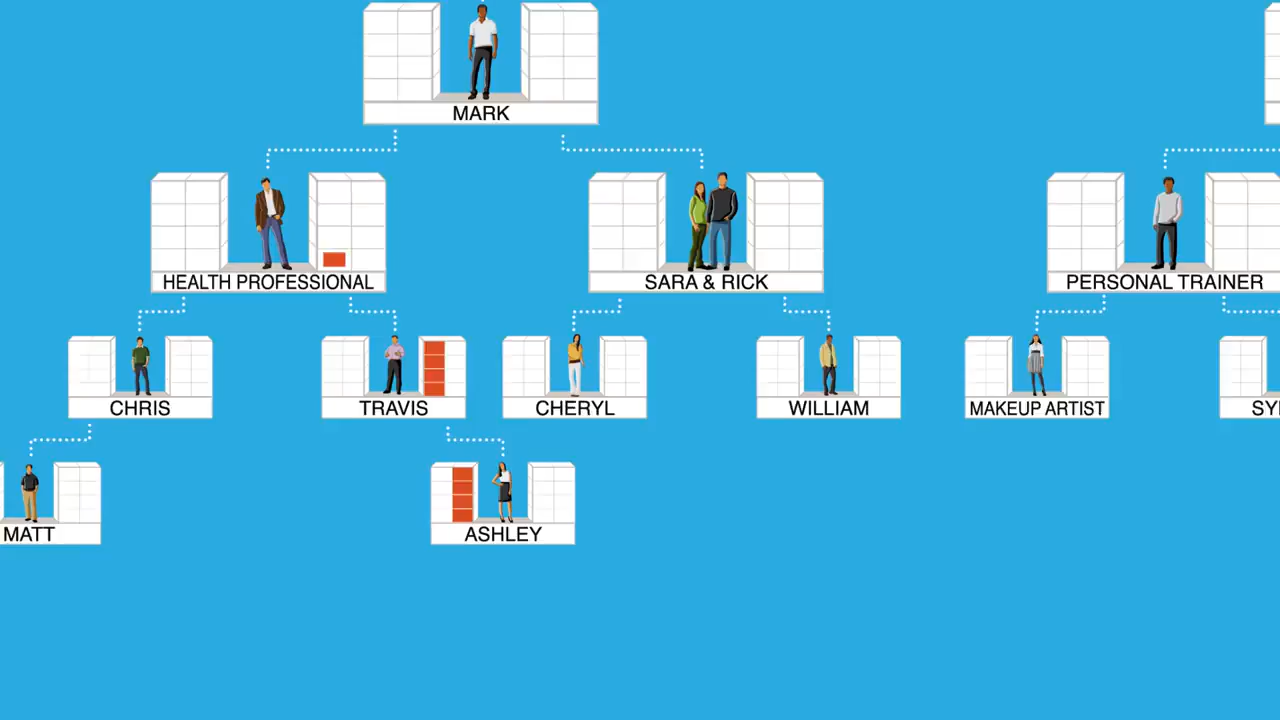 MARK
HEALTH PROFESSIONAL
SARA & RICK
PERSONAL TRAINER
CHRIS
TRAVIS
CHERYL
WILLIAM
MAKEUP ARTIST
MATT
ASHLEY